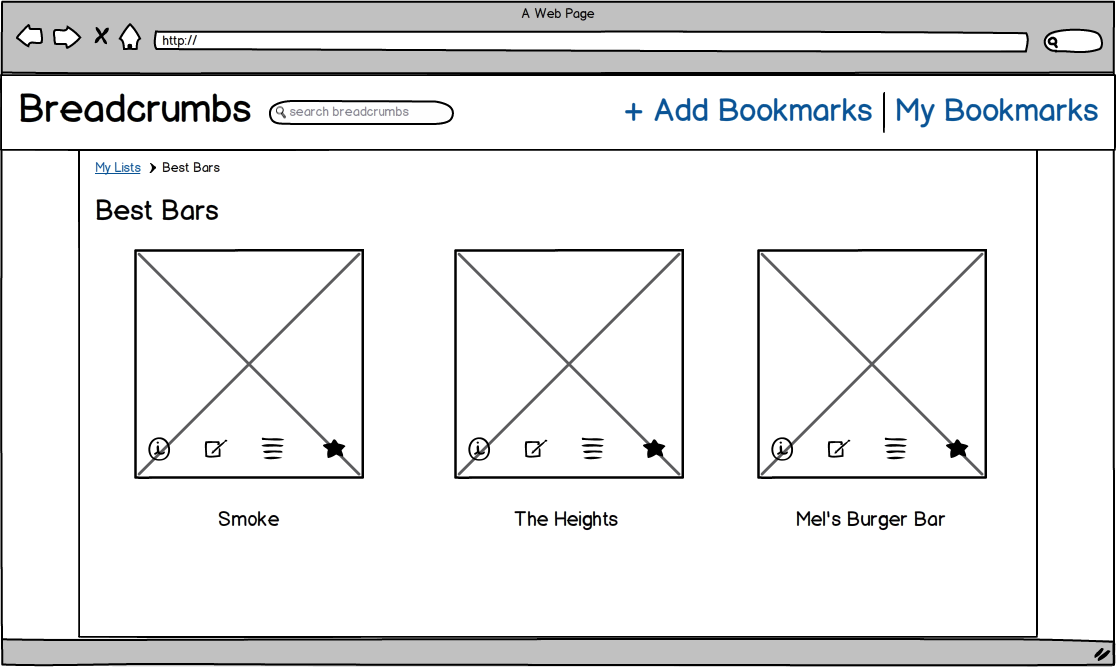 A Web Page
http://
Breadcrumbs
search breadcrumbs
+ Add Bookmarks
My Bookmarks
My Lists > Best Bars
Best Bars
Smoke
The Heights
Mel's Burger Bar